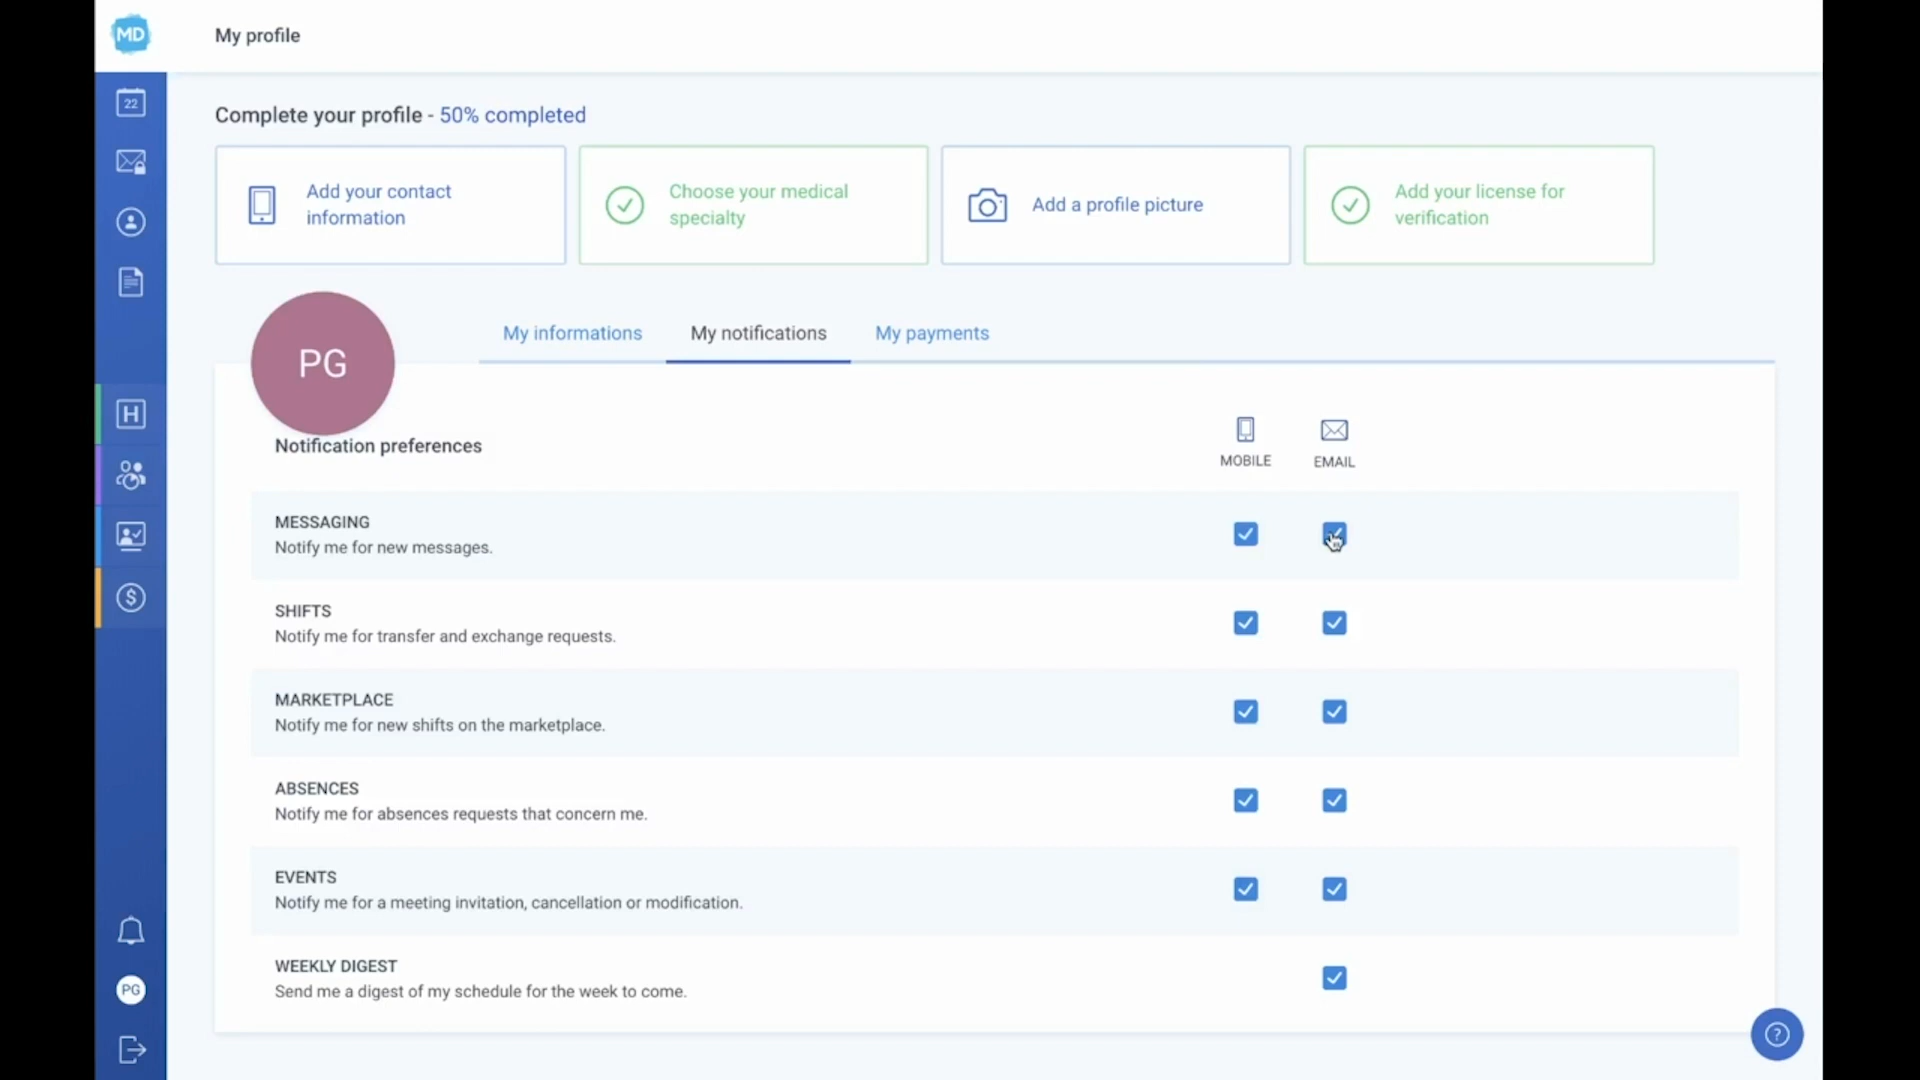 MD
My profile
22
Complete your profile - 50% completed
Add your contact
information
Choose your medical
specialty
Add a profile picture
Add your license for
verification
PG
My informations
My notifications
My payments
H
Notification preferences
MOBILE
EMAIL
MESSAGING
Notify me for new messages.
SHIFTS
Notify me for transfer and exchange requests.
$
MARKETPLACE
Notify me for new shifts on the marketplace.
ABSENCES
Notify me for absences requests that concern me.
EVENTS
Notify me for a meeting invitation, cancellation or modification.
WEEKLY DIGEST
Send me a digest of my schedule for the week to come.
PG
?